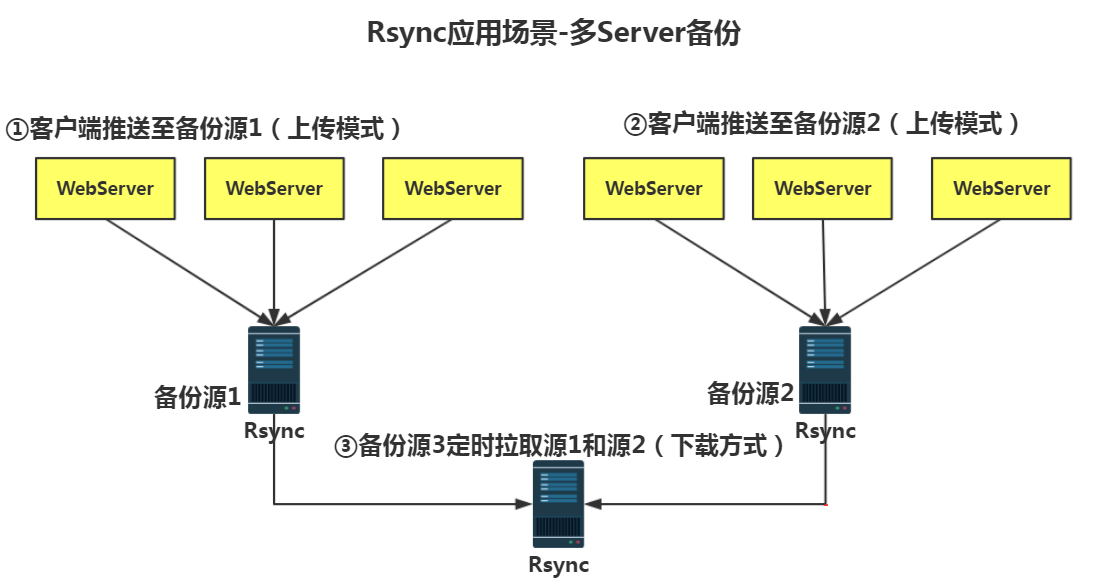 Rsync应用场景-多Server备份
①客户端推送至备份源1（上传模式）
②客户端推送至备份源2（上传模式）
WebServer
WebServer
WebServer
WebServer
WebServer
WebServer
备份源1
Rsync
备份源2
Rsync
③备份源3定时拉取源1和源2（下载方式）
Rsync